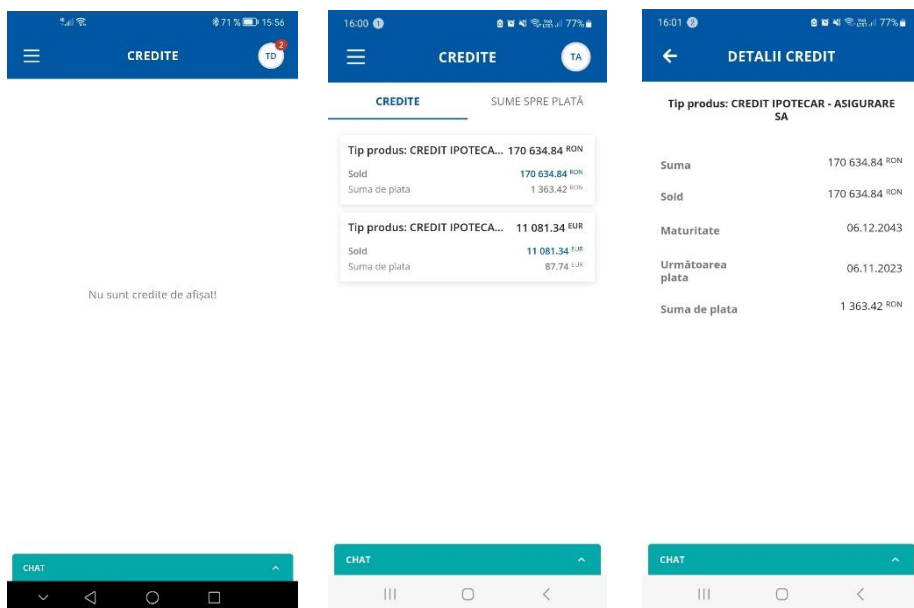 71 % 15:56
CREDITE
TD
2
Nu sunt credite de afișat!
CHAT
16:00 1
77%
CREDITE
TA
CREDITE
SUME SPRE PLATĂ
Tip produs: CREDIT IPOTECA... 170 634.84 RON
Sold 170 634.84 RON
Suma de plata 1 363.42 RON
Tip produs: CREDIT IPOTECA... 11 081.34 EUR
Sold 11 081.34 EUR
Suma de plata 87.74 EUR
CHAT
16:01 2
77%
DETALII CREDIT
Tip produs: CREDIT IPOTECAR - ASIGURARE
SA
Suma 170 634.84 RON
Sold 170 634.84 RON
Maturitate 06.12.2043
Următoarea
plata 06.11.2023
Suma de plata 1 363.42 RON
CHAT